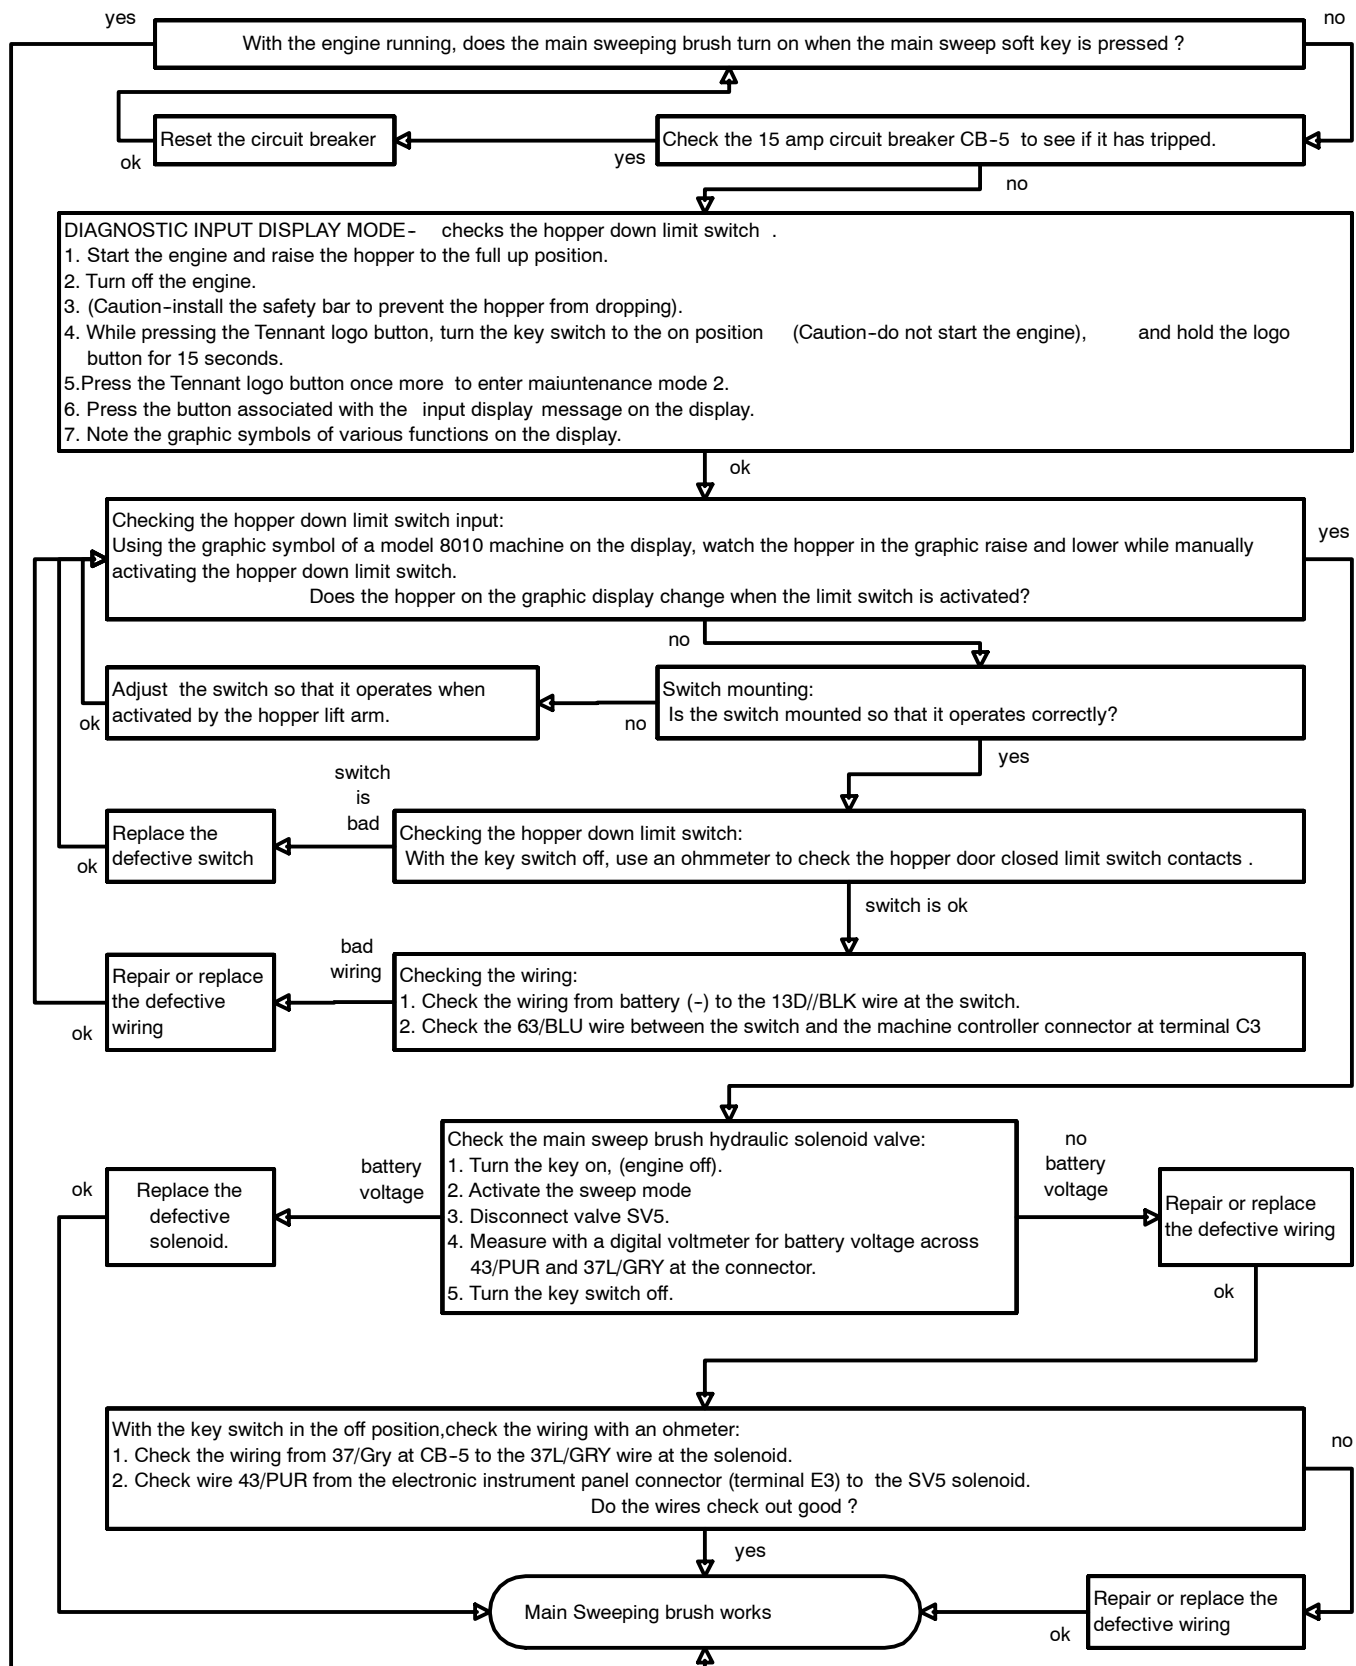 yes
no
With the engine running, does the main sweeping brush turn on when the main sweep soft key is pressed ?
Reset the circuit breaker
Check the 15 amp circuit breaker CB-5 to see if it has tripped.
ok
yes
no
DIAGNOSTIC INPUT DISPLAY MODE- checks the hopper down limit switch .
1. Start the engine and raise the hopper to the full up position.
2. Turn off the engine.
3. (Caution-install the safety bar to prevent the hopper from dropping).
4. While pressing the Tennant logo button, turn the key switch to the on position (Caution-do not start the engine), and hold the logo
button for 15 seconds.
5.Press the Tennant logo button once more to enter maiuntenance mode 2.
6. Press the button associated with the input display message on the display.
7. Note the graphic symbols of various functions on the display.
ok
Checking the hopper down limit switch input:
Using the graphic symbol of a model 8010 machine on the display, watch the hopper in the graphic raise and lower while manually
activating the hopper down limit switch.
Does the hopper on the graphic display change when the limit switch is activated?
yes
no
Adjust the switch so that it operates when
activated by the hopper lift arm.
ok
no
Switch mounting:
Is the switch mounted so that it operates correctly?
yes
switch
is
bad
Replace the
defective switch
ok
Checking the hopper down limit switch:
With the key switch off, use an ohmmeter to check the hopper door closed limit switch contacts .
switch is ok
bad
wiring
Repair or replace
the defective
wiring
ok
Checking the wiring:
1. Check the wiring from battery (-) to the 13D//BLK wire at the switch.
2. Check the 63/BLU wire between the switch and the machine controller connector at terminal C3
Check the main sweep brush hydraulic solenoid valve:
1. Turn the key on, (engine off).
2. Activate the sweep mode
3. Disconnect valve SV5.
4. Measure with a digital voltmeter for battery voltage across
43/PUR and 37L/GRY at the connector.
5. Turn the key switch off.
battery
voltage
no
battery
voltage
ok
Replace the
defective
solenoid.
Repair or replace
the defective wiring
ok
With the key switch in the off position,check the wiring with an ohmeter:
1. Check the wiring from 37/Gry at CB-5 to the 37L/GRY wire at the solenoid.
2. Check wire 43/PUR from the electronic instrument panel connector (terminal E3) to the SV5 solenoid.
Do the wires check out good ?
no
yes
Main Sweeping brush works
Repair or replace the
defective wiring
ok